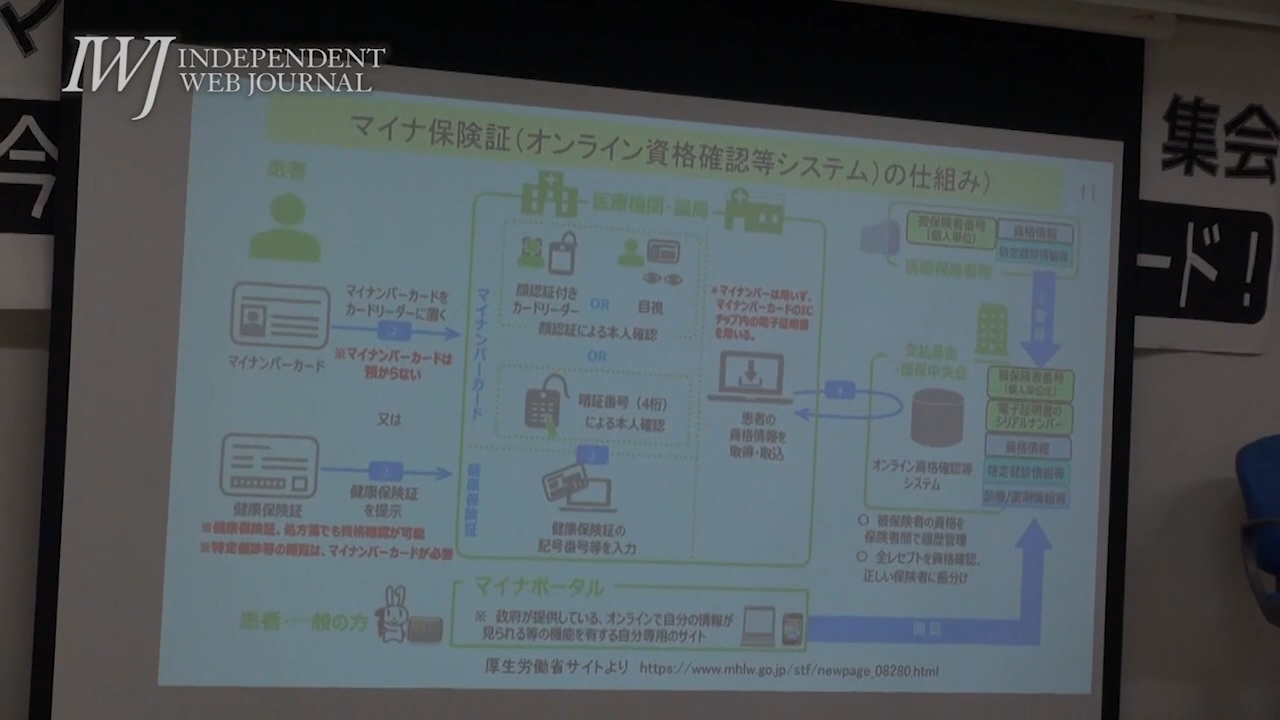 IWJ INDEPENDENT
WEB JOURNAL
今
集会
ード!
マイナ保険証(オンライン資格確認等システム)の仕組み)
11
患者
マイナンバーカード
マイナンバーカードを
カードリーダーに置く
※マイナンバーカードは
預からない
又は
健康保険証
健康保険証
を提示
※健康保険証、処方箋でも資格確認が可能
※特定健診等の閲覧は、マイナンバーカードが必要
医療機関・薬局
マイナンバーカード
顔認証付き
カードリーダー
OR
目視
顔認証による本人確認
OR
暗証番号(4桁)
による本人確認
健康保険証
健康保険証の
記号番号等を入力
※マイナンバーは用いず、
マイナンバーカードのIC
チップ内の電子証明書
を用いる。
患者の
資格情報を
取得・取込
被保険者番号
(個人単位)
資格情報
特定健診情報等
医療保険者等
支払基金
・国保中央会
オンライン資格確認等
システム
被保険者番号
(個人単位化)
電子証明書の
シリアルナンバー
資格情報
特定健診情報等
診療/薬剤情報等
○ 被保険者の資格を
保険者間で履歴管理
○ 全レセプトを資格確認、
正しい保険者に振分け
患者・一般の方
マイナポータル
※ 政府が提供している、オンラインで自分の情報が
見られる等の機能を有する自分専用のサイト
閲覧
厚生労働省サイトより https://www.mhlw.go.jp/stf/newpage_08280.html